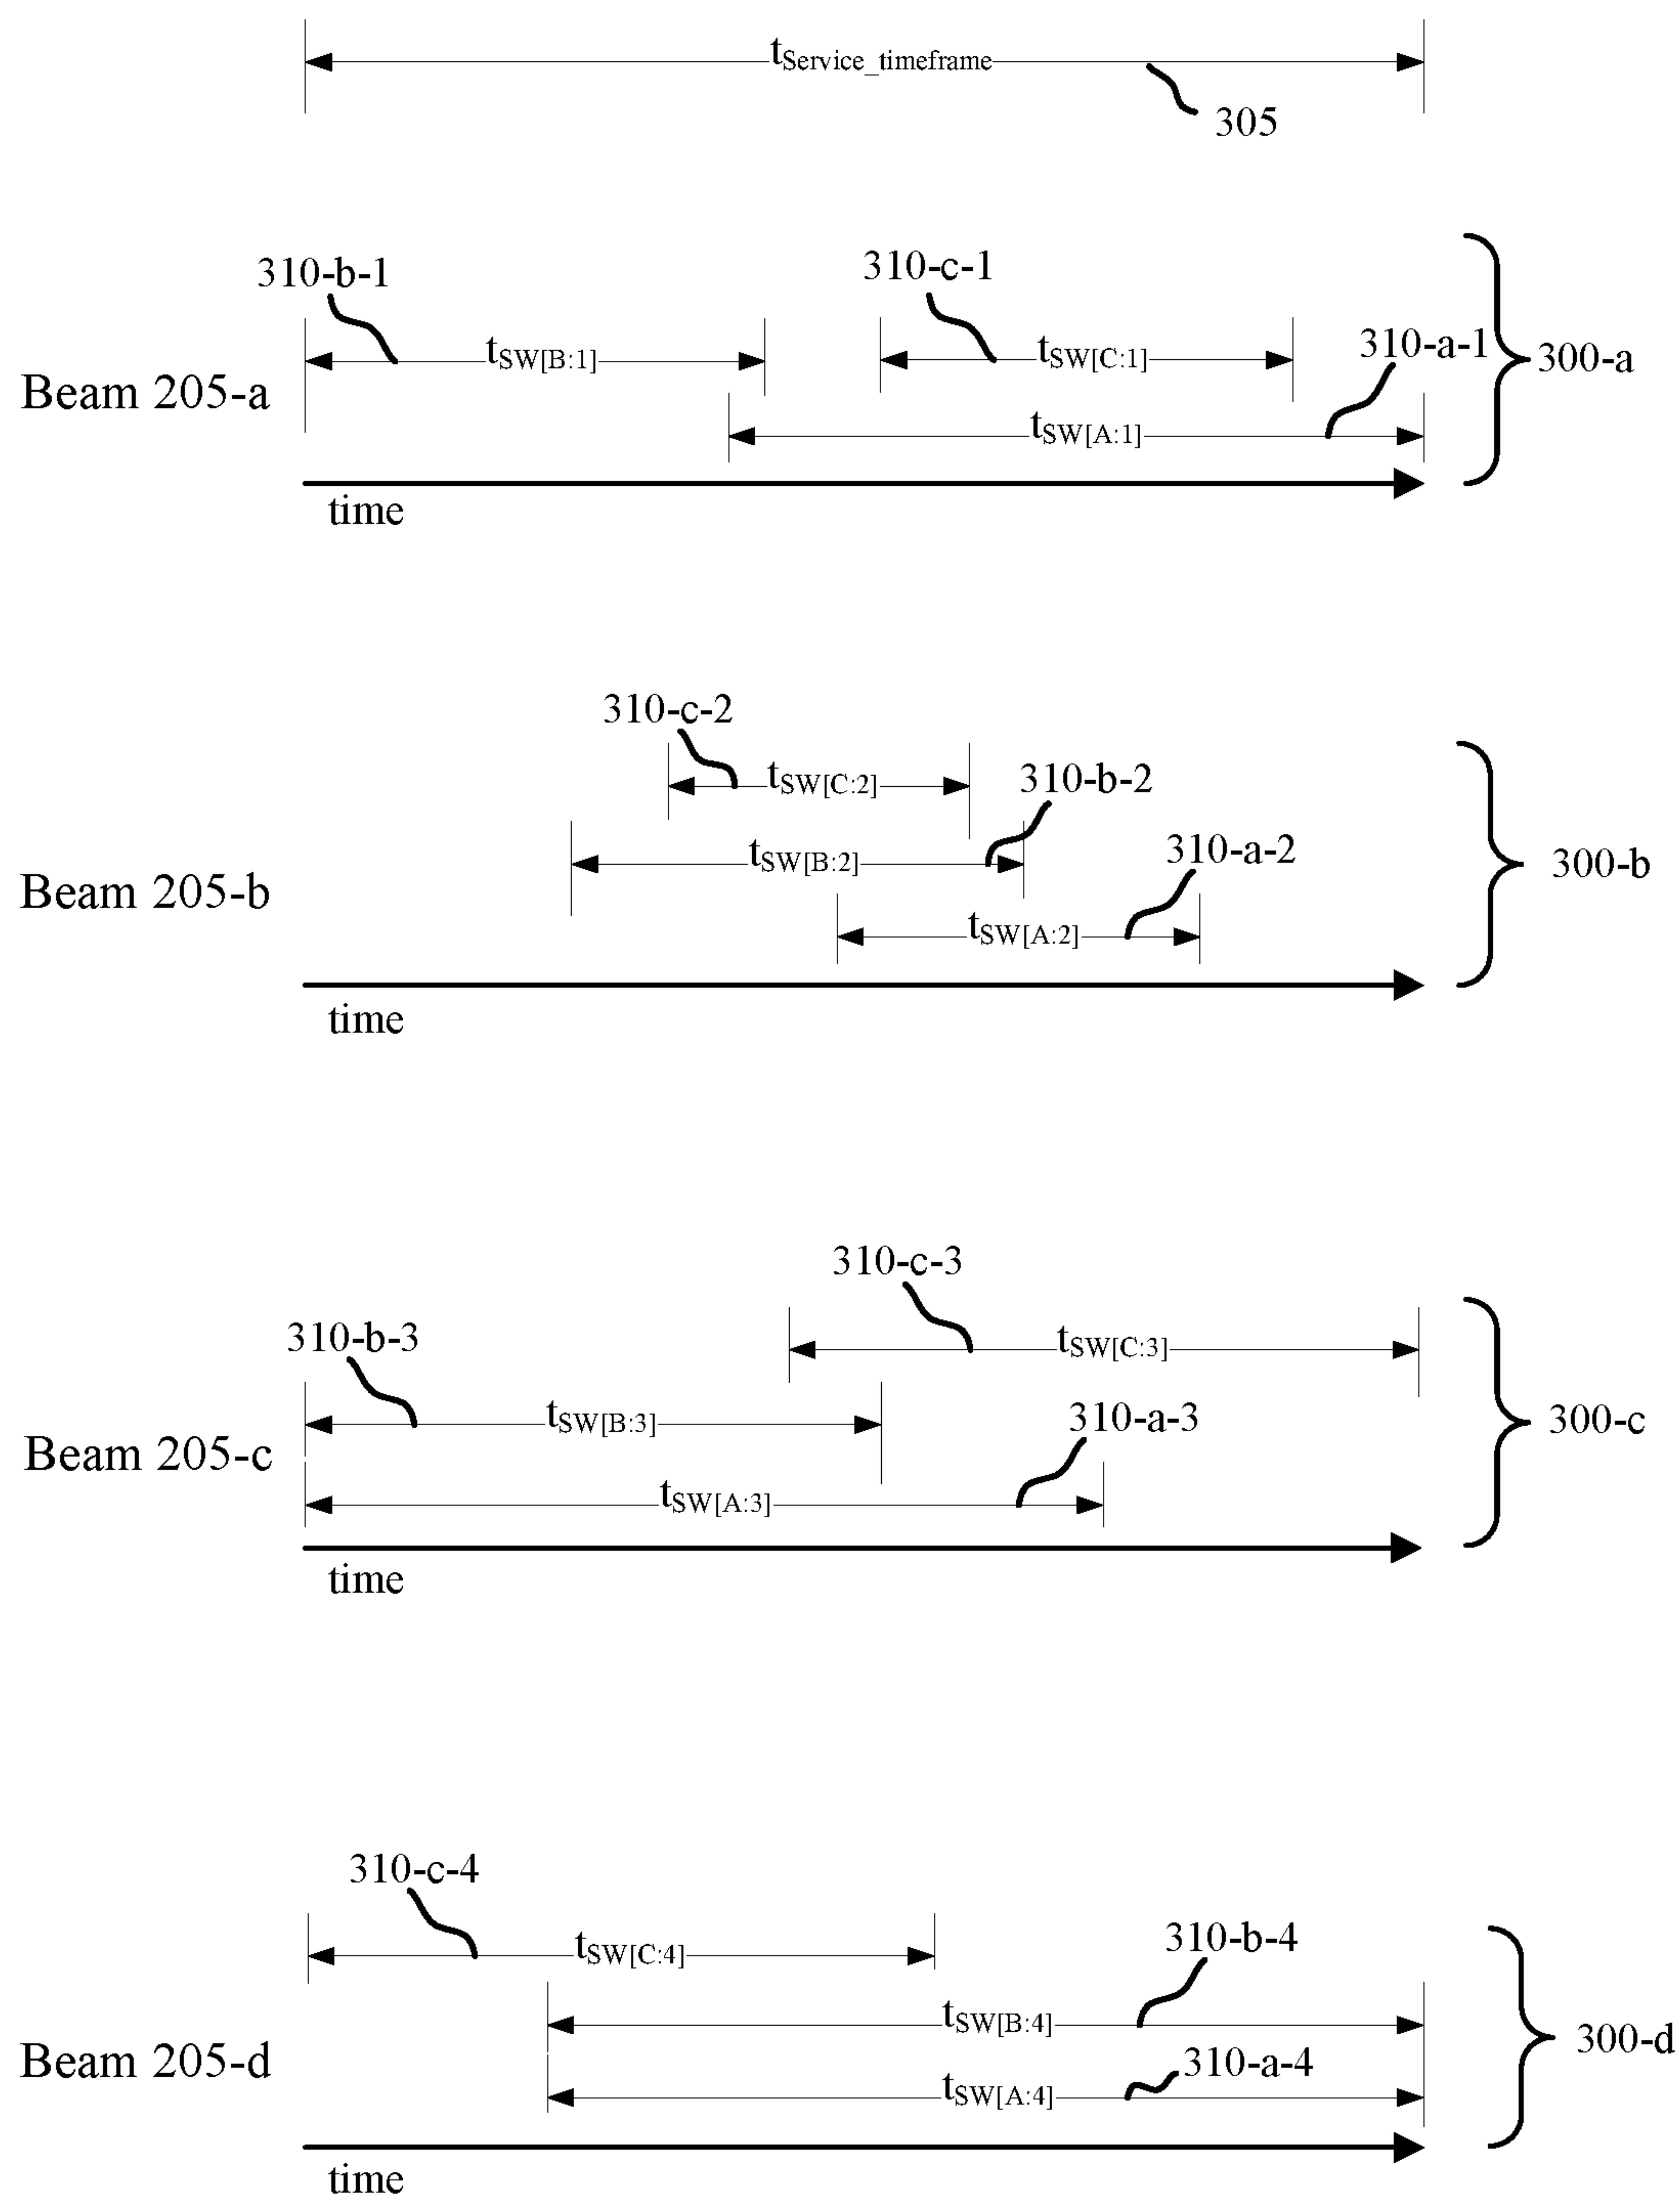 tService_timeframe
305
310-b-1
310-c-1
310-a-1
tSW[B:1]
tSW[C:1]
300-a
Beam 205-a
tSW[A:1]
time
310-c-2
310-b-2
tSW[C:2]
310-a-2
tSW[B:2]
300-b
Beam 205-b
tSW[A:2]
time
310-c-3
310-b-3
tSW[C:3]
310-a-3
tSW[B:3]
300-c
Beam 205-c
tSW[A:3]
time
310-c-4
310-b-4
tSW[C:4]
tSW[B:4]
300-d
Beam 205-d
310-a-4
tSW[A:4]
time